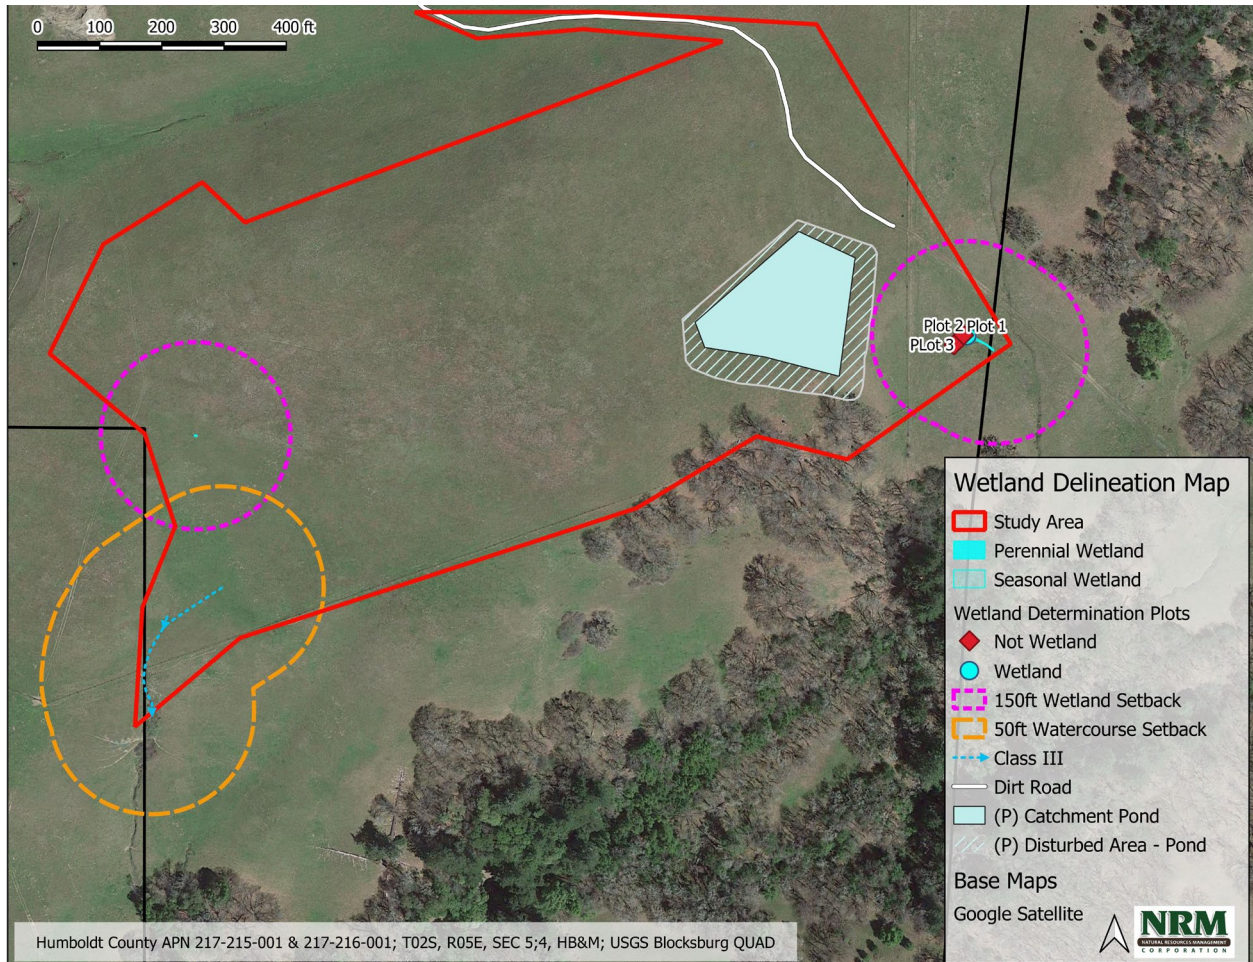 0 100 200 300 400 ft
Plot 2 Plot 1
PLot 3
Wetland Delineation Map
Study Area
Perennial Wetland
Seasonal Wetland
Wetland Determination Plots
Not Wetland
Wetland
150ft Wetland Setback
50ft Watercourse Setback
Class III
Dirt Road
(P) Catchment Pond
(P) Disturbed Area - Pond
Base Maps
Google Satellite
NRM
NATURAL RESOURCES MANAGEMENT
CORPORATION
Humboldt County APN 217-215-001 & 217-216-001; T02S, R05E, SEC 5;4, HB&M; USGS Blocksburg QUAD